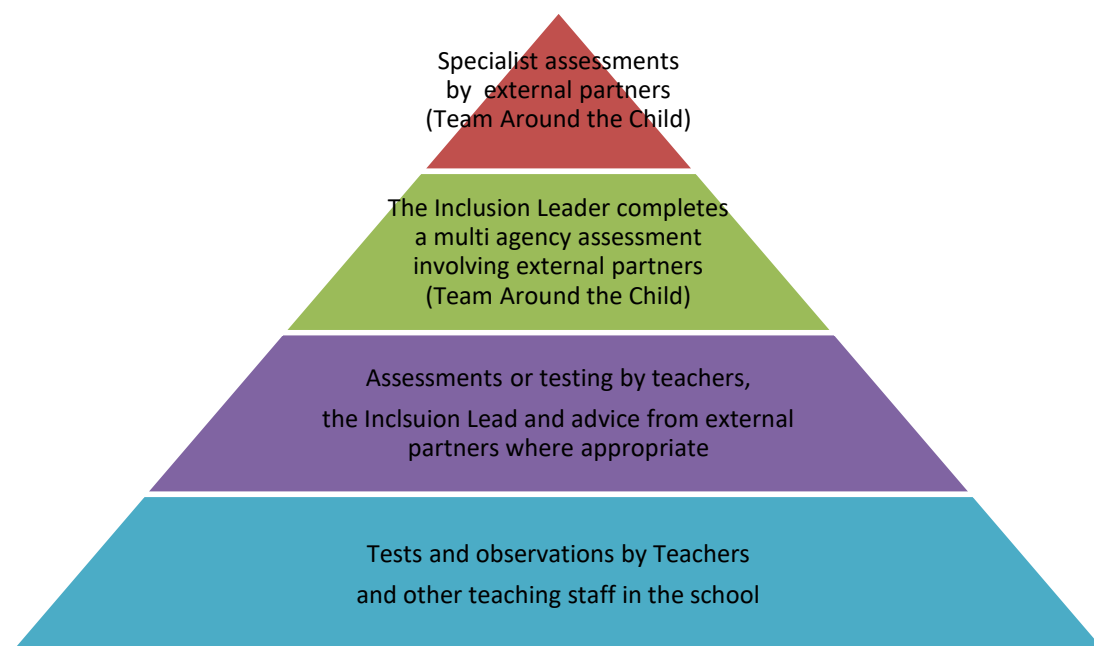 Specialist assessments
by  external partners
(Team Around the Child)
The Inclusion Leader completes
a multi agency assessment
involving external partners
(Team Around the Child)
Assessments or testing by teachers,
the Inclsuion Lead and advice from external
partners where appropriate
Tests and observations by Teachers
and other teaching staff in the school